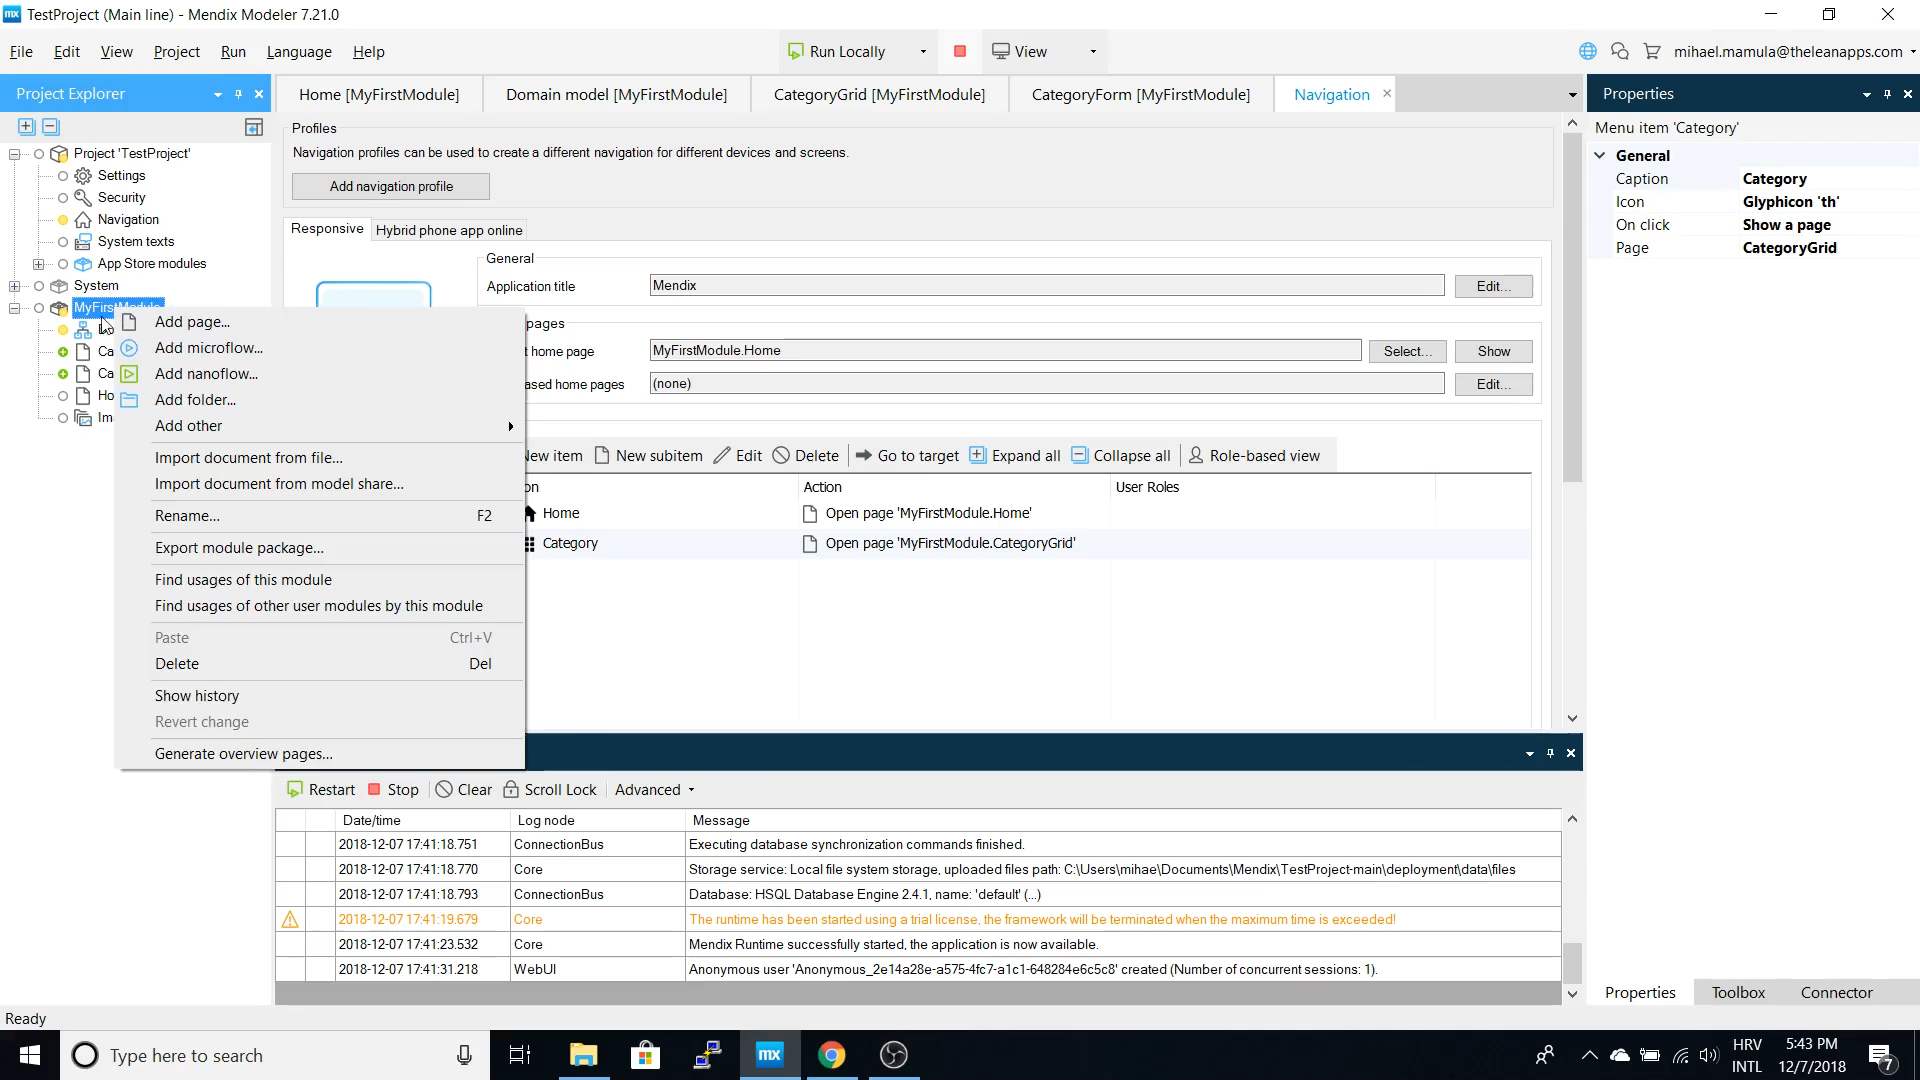 TestProject (Main line) - Mendix Modeler 7.21.0
File Edit View Project Run Language Help
Run Locally
View
mihael.mamula@theleanapps.com
Project Explorer
Home [MyFirstModule]
Domain model [MyFirstModule]
CategoryGrid [MyFirstModule]
CategoryForm [MyFirstModule]
Navigation
Properties
Project 'TestProject'
Settings
Security
Navigation
System texts
App Store modules
System
MyFirstModule
Ca
Ca
Ho
Im
Add page...
Add microflow...
Add nanoflow...
Add folder...
Add other
Import document from file...
Import document from model share...
Rename... F2
Export module package...
Find usages of this module
Find usages of other user modules by this module
Paste Ctrl+V
Delete Del
Show history
Revert change
Generate overview pages...
Profiles
Navigation profiles can be used to create a different navigation for different devices and screens.
Add navigation profile
Responsive
Hybrid phone app online
General
Application title Mendix Edit...
pages
t home page MyFirstModule.Home Select... Show
ased home pages (none) Edit...
ew item New subitem Edit Delete Go to target Expand all Collapse all Role-based view
on Action User Roles
Home Open page 'MyFirstModule.Home'
Category Open page 'MyFirstModule.CategoryGrid'
Restart Stop Clear Scroll Lock Advanced
Date/time Log node Message
2018-12-07 17:41:18.751 ConnectionBus Executing database synchronization commands finished.
2018-12-07 17:41:18.770 Core Storage service: Local file system storage, uploaded files path: C:\Users\mihae\Documents\Mendix\TestProject-main\deployment\data\files
2018-12-07 17:41:18.793 ConnectionBus Database: HSQL Database Engine 2.4.1, name: 'default' (...)
2018-12-07 17:41:19.679 Core The runtime has been started using a trial license, the framework will be terminated when the maximum time is exceeded!
2018-12-07 17:41:23.532 Core Mendix Runtime successfully started, the application is now available.
2018-12-07 17:41:31.218 WebUI Anonymous user 'Anonymous_2e14a28e-a575-4fc7-a1c1-648284e6c5c8' created (Number of concurrent sessions: 1).
Menu item 'Category'
General
Caption Category
Icon Glyphicon 'th'
On click Show a page
Page CategoryGrid
Properties Toolbox Connector
Ready
Type here to search
mx
HRV
INTL
5:43 PM
12/7/2018
7